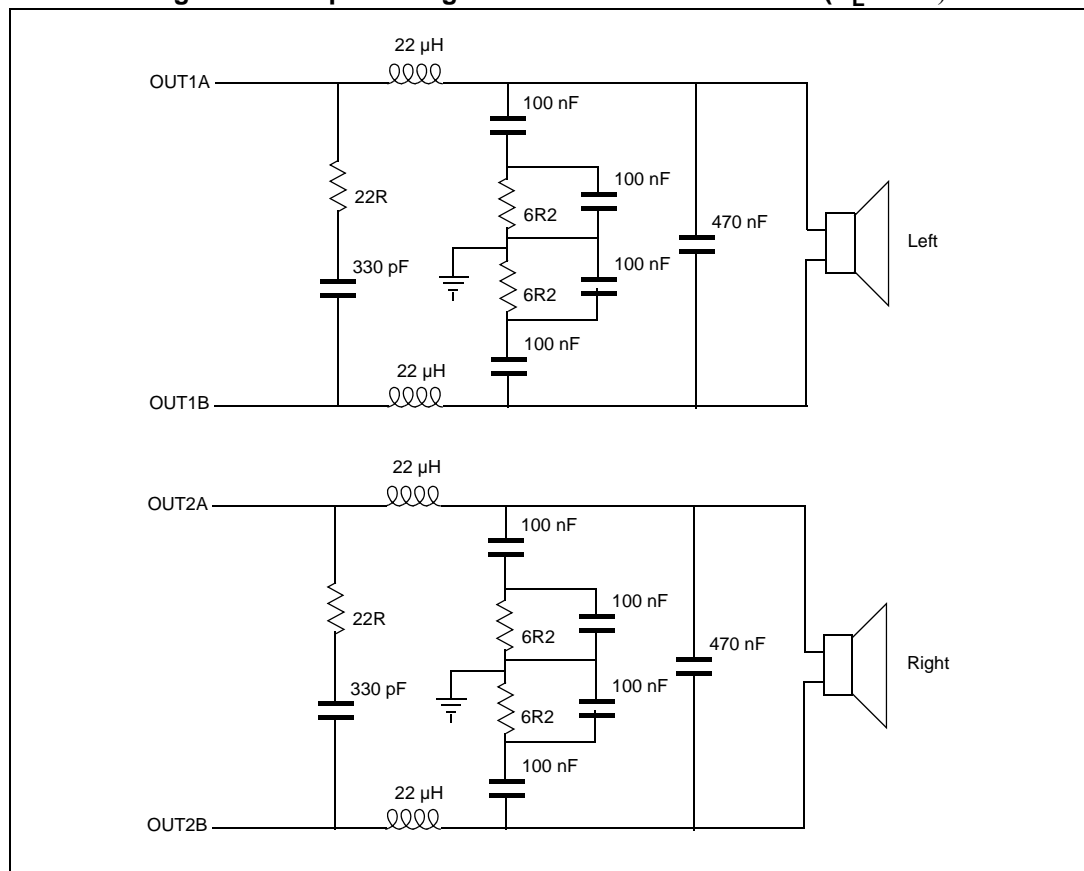 22 µH
OUT1A
100 nF
100 nF
22R
6R2
470 nF
Left
330 pF
100 nF
6R2
100 nF
22 µH
OUT1B
22 µH
OUT2A
100 nF
100 nF
22R
6R2
470 nF
Right
330 pF
100 nF
6R2
100 nF
22 µH
OUT2B